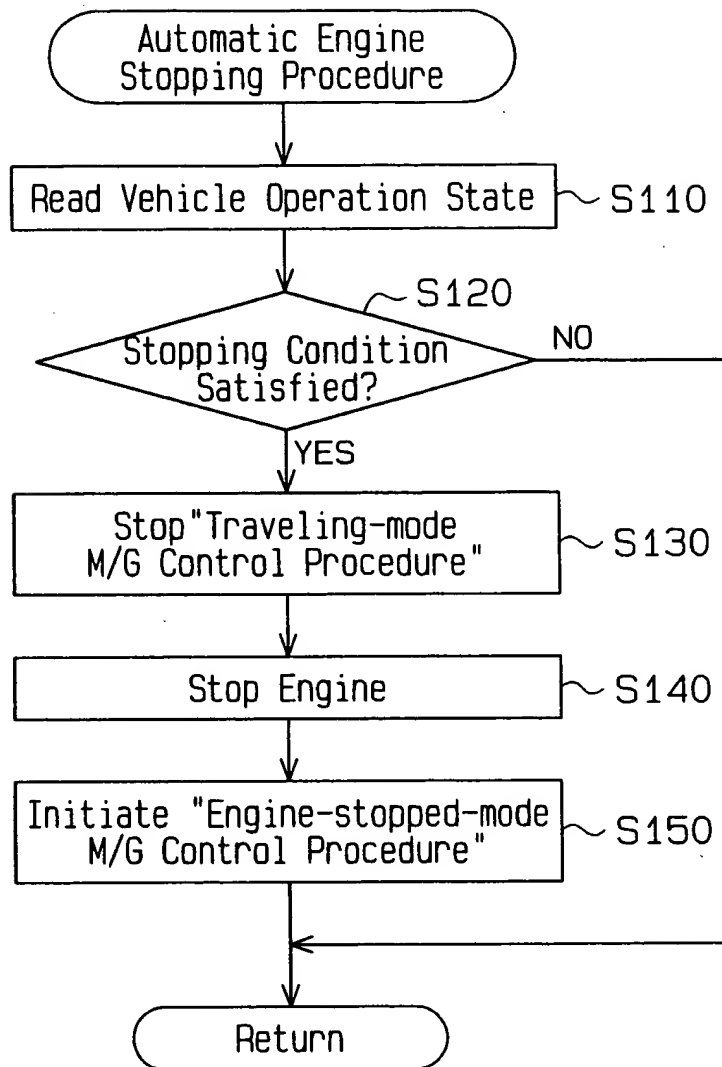 Automatic Engine
Stopping Procedure
Read Vehicle Operation State
S110
S120
Stopping Condition
Satisfied?
NO
YES
Stop"Traveling-mode
M/G Control Procedure"
S130
Stop Engine
S140
Initiate "Engine-stopped-mode
M/G Control Procedure"
S150
Return